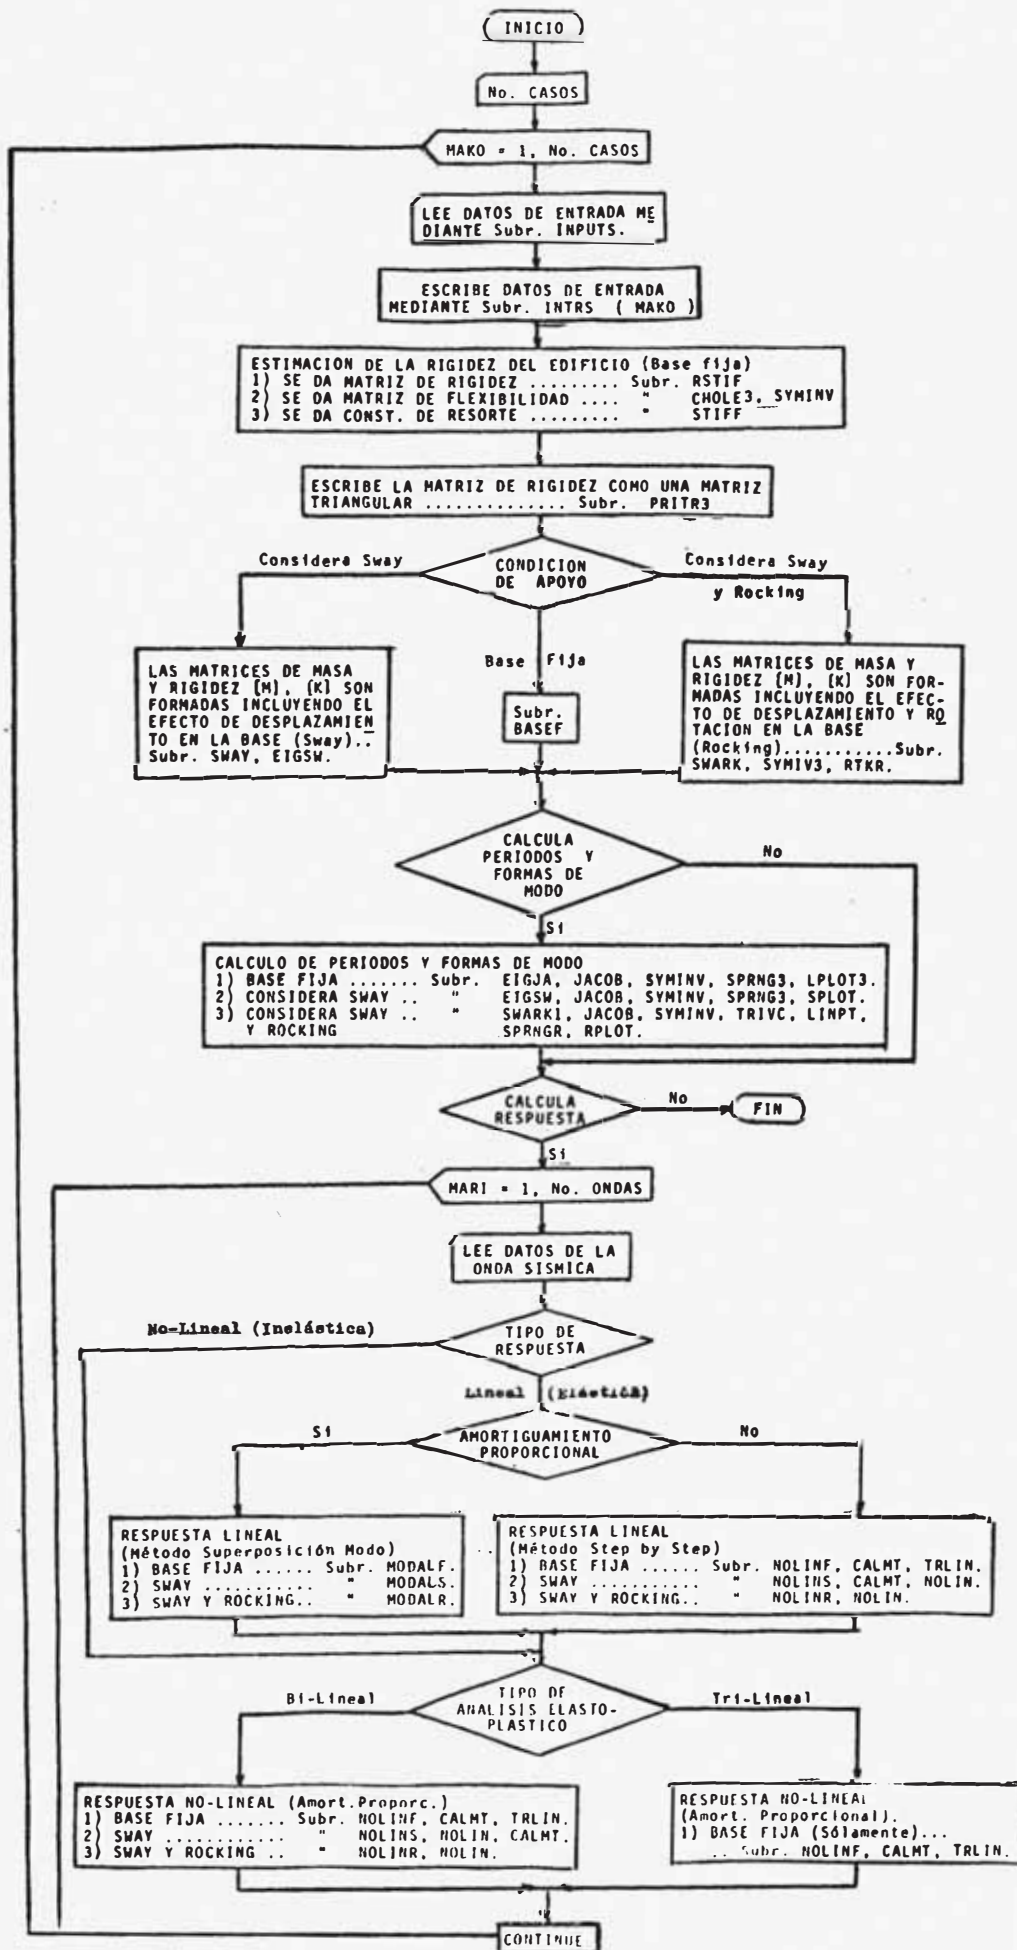 INICIO
No. CASOS
MAKO = 1, No. CASOS
LEE DATOS DE ENTRADA ME
DIANTE Subr. INPUTS.
ESCRIBE DATOS DE ENTRADA
MEDIANTE Subr. INTRS ( MAKO )
ESTIMACION DE LA RIGIDEZ DEL EDIFICIO (Base fija)
1) SE DA MATRIZ DE RIGIDEZ ......... Subr. RSTIF
2) SE DA MATRIZ DE FLEXIBILIDAD .... " CHOLE3, SYMINV
3) SE DA CONST. DE RESORTE ......... " STIFF
ESCRIBE LA MATRIZ DE RIGIDEZ COMO UNA MATRIZ
TRIANGULAR .............. Subr. PRITR3
CONDICION
DE APOYO
Considera Sway
Considera Sway
y Rocking
Base Fija
LAS MATRICES DE MASA
Y RIGIDEZ [M], [K] SON
FORMADAS INCLUYENDO EL
EFECTO DE DESPLAZAMIEN
TO EN LA BASE (Sway)..
Subr. SWAY, EIGSW.
Subr.
BASEF
LAS MATRICES DE MASA Y
RIGIDEZ [M], [K] SON FOR-
MADAS INCLUYENDO EL EFEC-
TO DE DESPLAZAMIENTO Y RO
TACION EN LA BASE
(Rocking)...........Subr.
SWARK, SYMIV3, RTKR.
CALCULA
PERIODOS Y
FORMAS DE
MODO
No
Si
CALCULO DE PERIODOS Y FORMAS DE MODO
1) BASE FIJA ....... Subr. EIGJA, JACOB, SYMINV, SPRNG3, LPLOT3.
2) CONSIDERA SWAY .. " EIGSW, JACOB, SYMINV, SPRNG3, SPLOT.
3) CONSIDERA SWAY .. " SWARK1, JACOB, SYMINV, TRIVC, LINPT,
Y ROCKING SPRNGR, RPLOT.
CALCULA
RESPUESTA
No
FIN
Si
MARI = 1, No. ONDAS
LEE DATOS DE LA
ONDA SISMICA
TIPO DE
RESPUESTA
No-Lineal (Inelástica)
Lineal (Elástica)
AMORTIGUAMIENTO
PROPORCIONAL
Si
No
RESPUESTA LINEAL
(Método Superposición Modo)
1) BASE FIJA ...... Subr. MODALF.
2) SWAY ........... " MODALS.
3) SWAY Y ROCKING.. " MODALR.
RESPUESTA LINEAL
(Método Step by Step)
1) BASE FIJA ...... Subr. NOLINF, CALMT, TRLIN.
2) SWAY ........... " NOLINS, CALMT, NOLIN.
3) SWAY Y ROCKING.. " NOLINR, NOLIN.
TIPO DE
ANALISIS ELASTO-
PLASTICO
Bi-Lineal
Tri-Lineal
RESPUESTA NO-LINEAL (Amort.Proporc.)
1) BASE FIJA ....... Subr. NOLINF, CALMT, TRLIN.
2) SWAY ............ " NOLINS, NOLIN, CALMT.
3) SWAY Y ROCKING .. " NOLINR, NOLIN.
RESPUESTA NO-LINEAL
(Amort. Proporcional).
1) BASE FIJA (Sólamente)...
.. Subr. NOLINF, CALMT, TRLIN.
CONTINUE